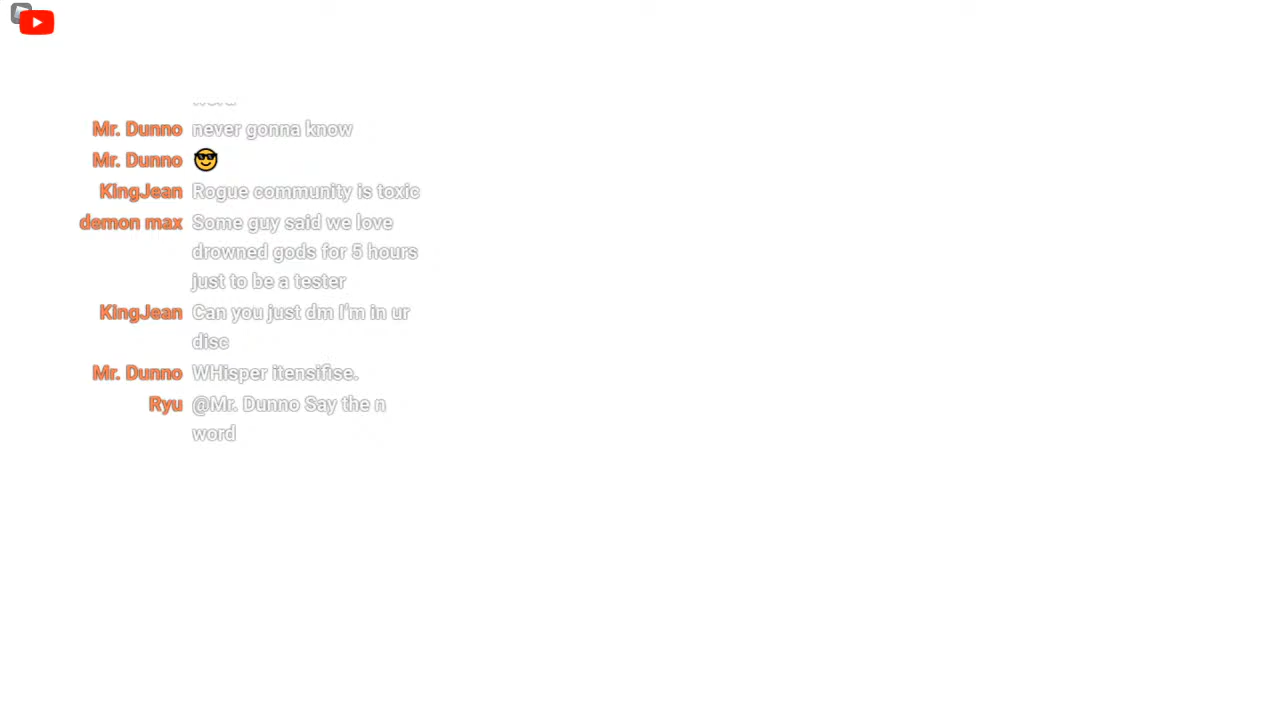 Mr. Dunno never gonna know
Mr. Dunno 😎
KingJean Rogue community is toxic
demon max Some guy said we love
drowned gods for 5 hours
just to be a tester
KingJean Can you just dm I'm in ur
disc
Mr. Dunno WHisper itensifise.
Ryu @Mr. Dunno Say the n
word